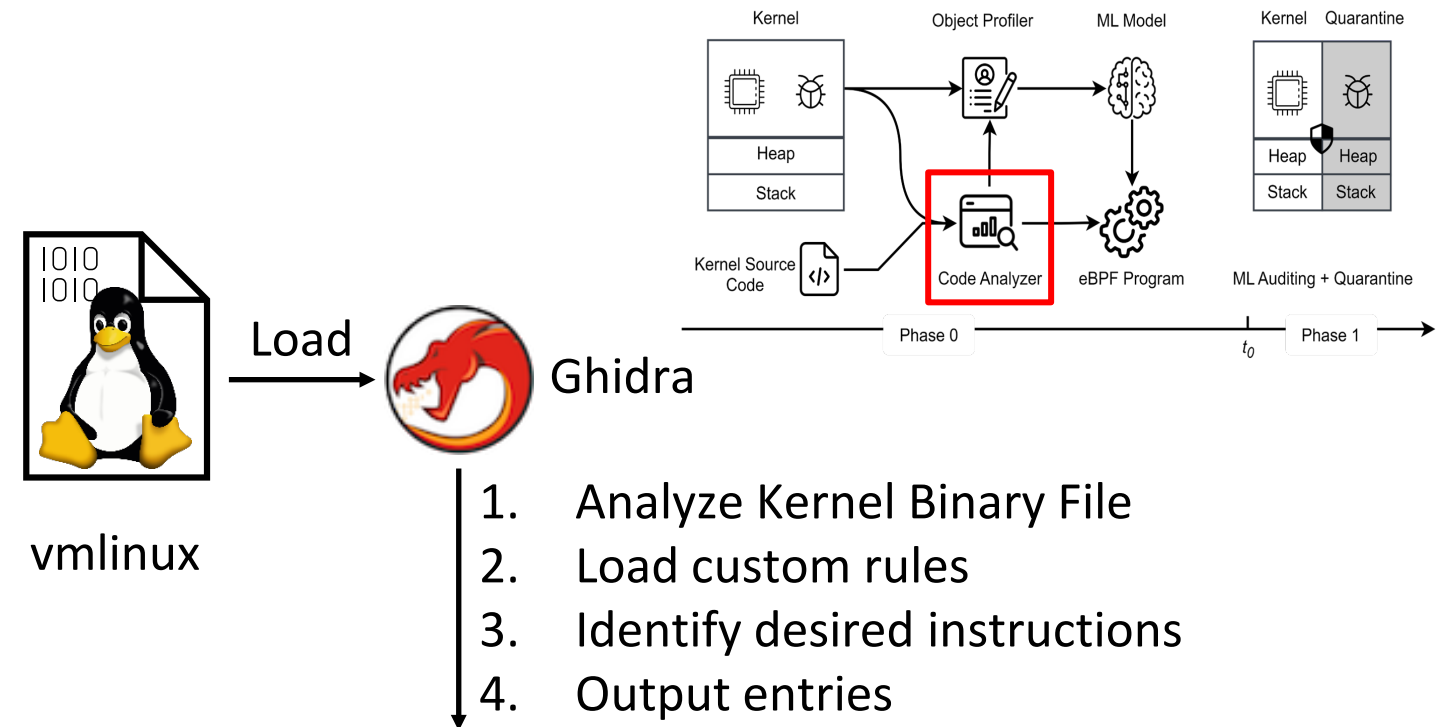 Kernel
Object Profiler
ML Model
Kernel
Quarantine
Heap
Stack
Heap
Heap
Stack
Stack
Kernel Source
Code
</>
Code Analyzer
eBPF Program
ML Auditing + Quarantine
Phase 0
t0
Phase 1
IOIO
IOIO
Load
Ghidra
vmlinux
1. Analyze Kernel Binary File
2. Load custom rules
3. Identify desired instructions
4. Output entries